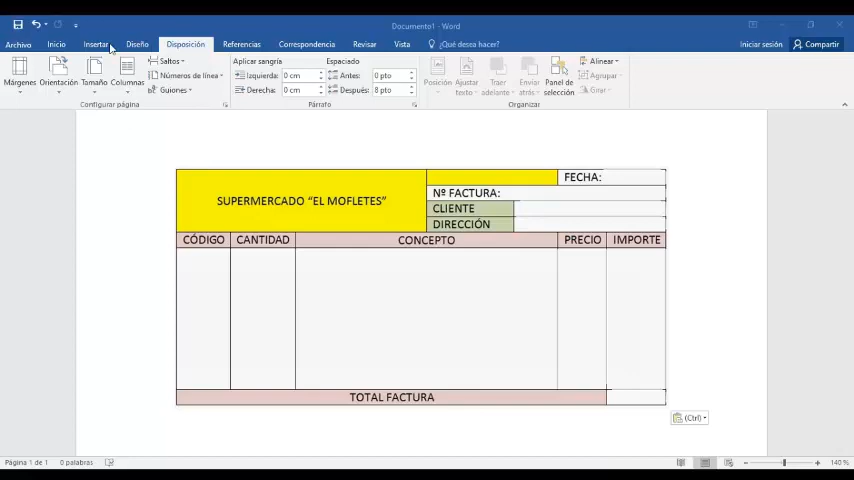 Documento1 - Word
Archivo Inicio Insertar Diseño Disposición Referencias Correspondencia Revisar Vista ¿Qué desea hacer? Iniciar sesión Compartir
Márgenes Orientación Tamaño Columnas
Saltos
Números de línea
Guiones
Configurar página
Aplicar sangría Espaciado
Izquierda: 0 cm Antes: 0 pto
Derecha: 0 cm Después: 8 pto
Párrafo
Posición Ajustar texto Traer adelante Enviar atrás Panel de selección
Alinear
Agrupar
Girar
Organizar
SUPERMERCADO “EL MOFLETES”
FECHA:
Nº FACTURA:
CLIENTE
DIRECCIÓN
CÓDIGO CANTIDAD CONCEPTO PRECIO IMPORTE
TOTAL FACTURA
(Ctrl)
Página 1 de 1 0 palabras 140 %